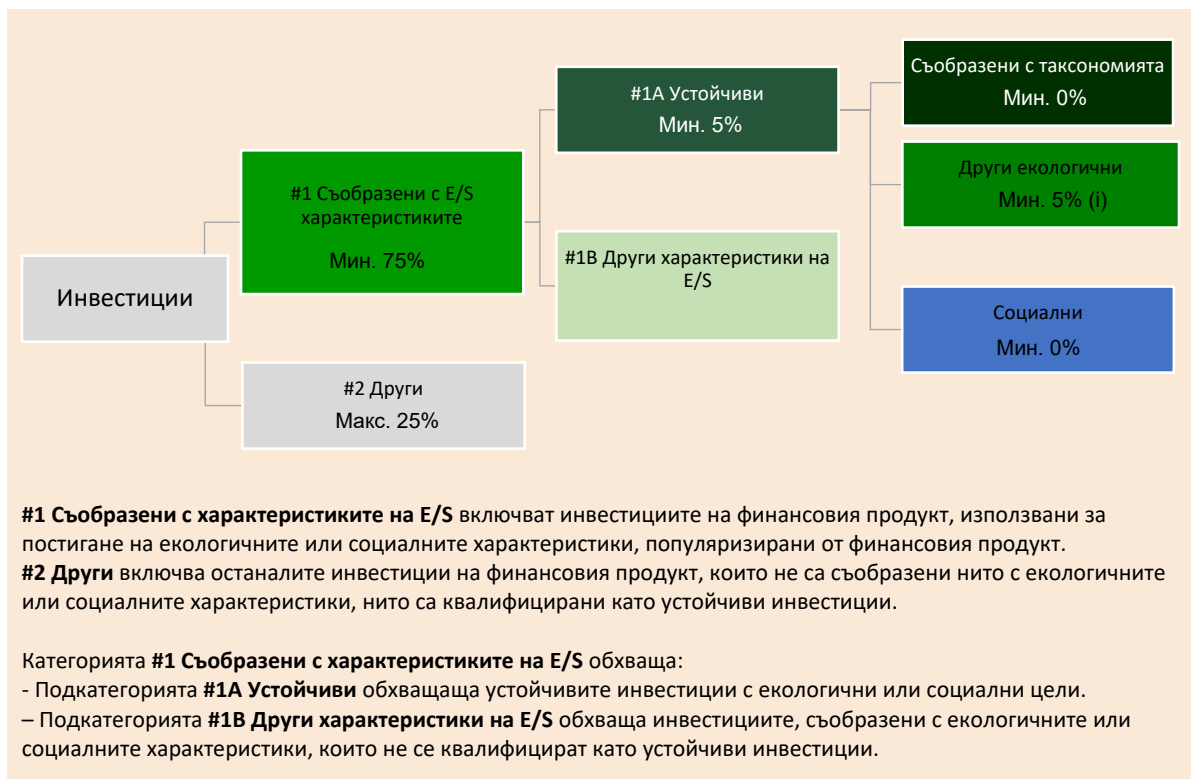 Инвестиции
#1 Съобразени с E/S
характеристиките
Мин. 75%
#2 Други
Макс. 25%
#1A Устойчиви
Мин. 5%
#1B Други характеристики на
E/S
Съобразени с таксономията
Мин. 0%
Други екологични
Мин. 5% (i)
Социални
Мин. 0%
#1 Съобразени с характеристиките на E/S включват инвестициите на финансовия продукт, използвани за
постигане на екологичните или социалните характеристики, популяризирани от финансовия продукт.
#2 Други включва останалите инвестиции на финансовия продукт, които не са съобразени нито с екологичните
или социалните характеристики, нито са квалифицирани като устойчиви инвестиции.
Категорията #1 Съобразени с характеристиките на E/S обхваща:
- Подкатегорията #1A Устойчиви обхващаща устойчивите инвестиции с екологични или социални цели.
– Подкатегорията #1B Други характеристики на E/S обхваща инвестициите, съобразени с екологичните или
социалните характеристики, които не се квалифицират като устойчиви инвестиции.